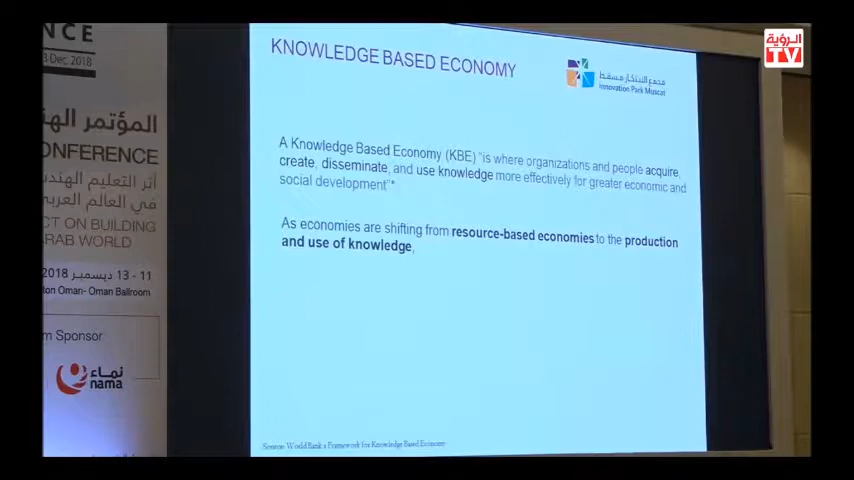 NCE
3 Dec, 2018
المؤتمر
ONFERENCE
أثر التعليم
في العالم
CT ON BUILDING
ARAB WORLD
11 - 13 ديسمبر 2018
ton Oman- Oman Ballroom
m Sponsor
نماء
nama
KNOWLEDGE BASED ECONOMY
مجمع الابتكار مسقط
Innovation Park Muscat
A Knowledge Based Economy (KBE) "is where organizations and people acquire,
create, disseminate, and use knowledge more effectively for greater economic and
social development"*
As economies are shifting from resource-based economies to the production
and use of knowledge,
Source: World Bank's Framework for Knowledge Based Economy
الرؤية
TV